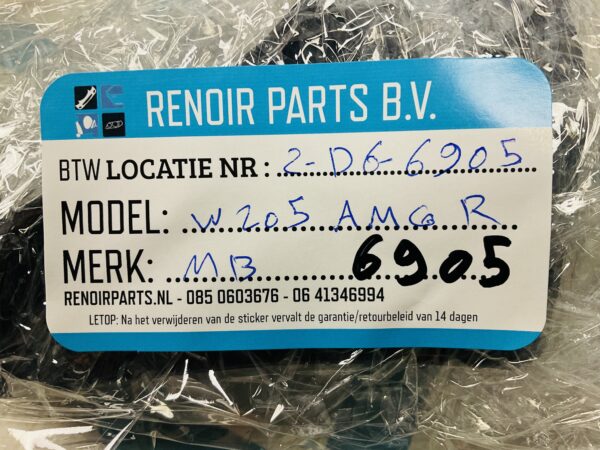 RENOIR PARTS B.V.
BTW LOCATIE NR: 2-D6-6905
MODEL: W205 AMG R
MERK: MB 6905
RENOIRPARTS.NL - 085 0603676 - 06 41346994
LETOP: Na het verwijderen van de sticker vervalt de garantie/retourbeleid van 14 dagen